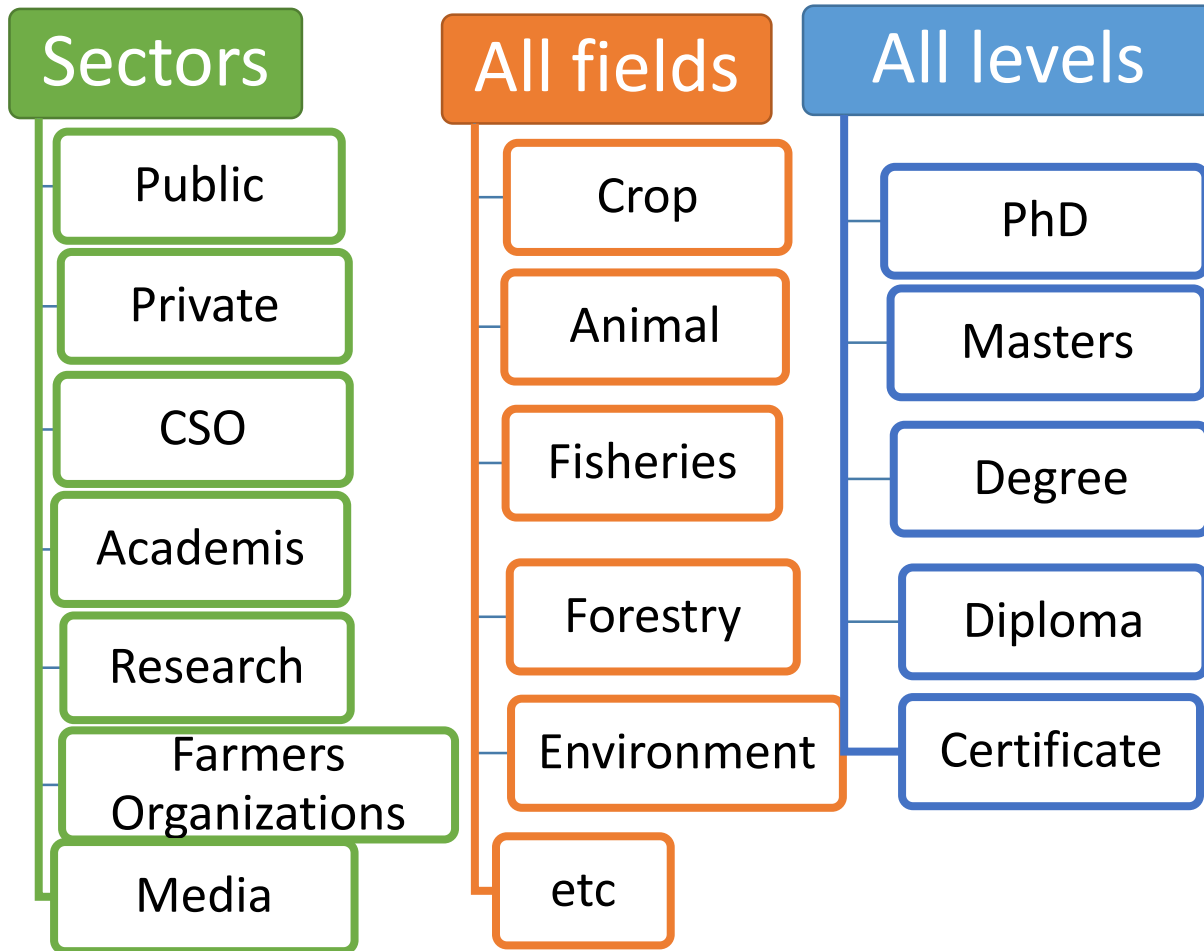 Sectors
Public
Private
CSO
Academis
Research
Farmers
Organizations
Media
All fields
Crop
Animal
Fisheries
Forestry
Environment
etc
All levels
PhD
Masters
Degree
Diploma
Certificate